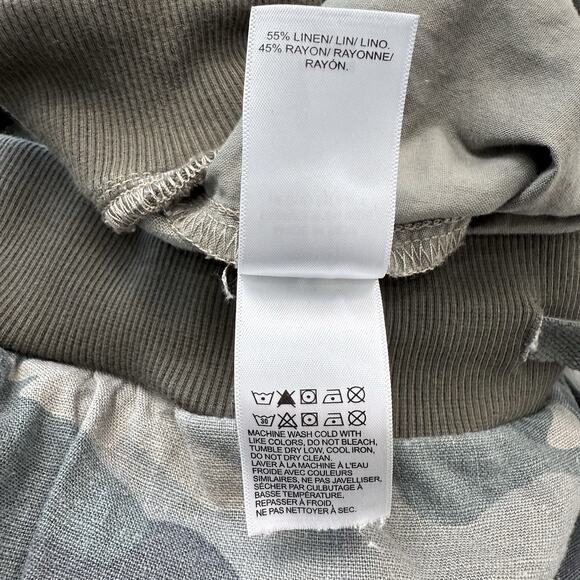 55% LINEN/ LIN/ LINO.
45% RAYON/ RAYONNE/
RAYÓN.
30
MACHINE WASH COLD WITH
LIKE COLORS, DO NOT BLEACH,
TUMBLE DRY LOW, COOL IRON,
DO NOT DRY CLEAN.
LAVER À LA MACHINE À L'EAU
FROIDE AVEC COULEURS
SIMILAIRES, NE PAS JAVELLISER,
SÉCHER PAR CULBUTAGE À
BASSE TEMPÉRATURE,
REPASSER À FROID,
NE PAS NETTOYER À SEC.